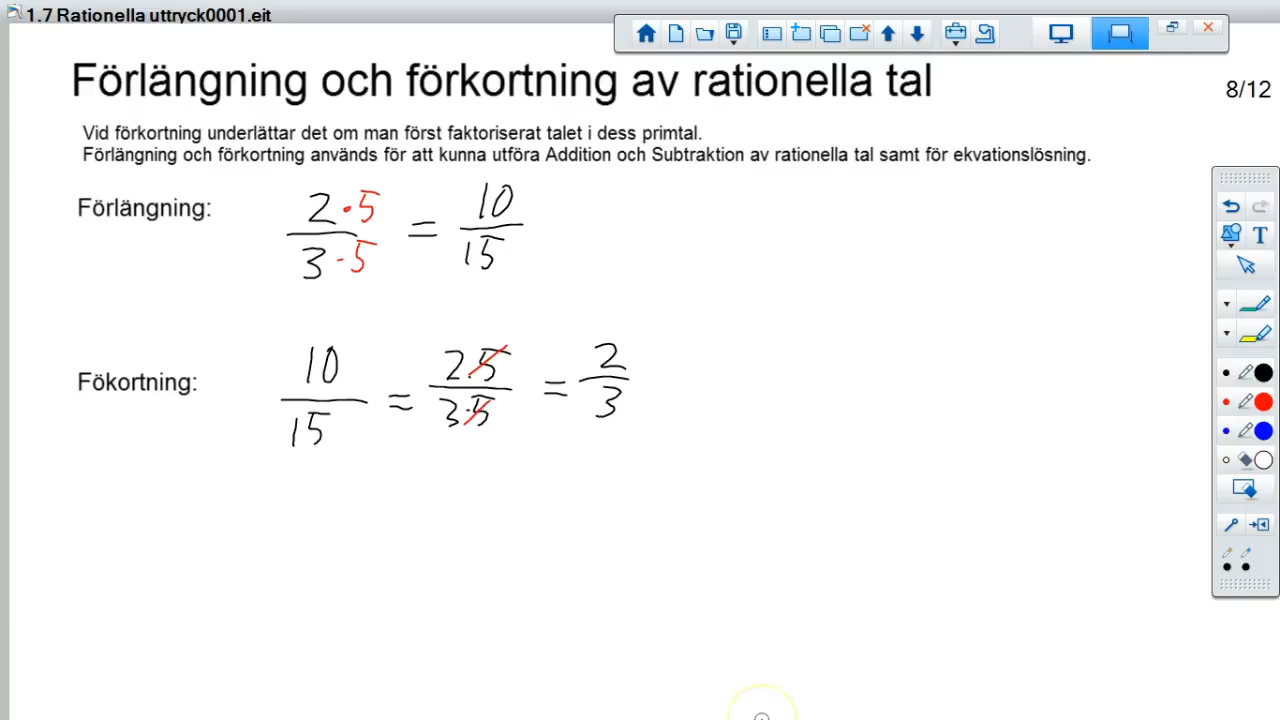 1.7 Rationella uttryck0001.eit
Förlängning och förkortning av rationella tal
8/12
Vid förkortning underlättar det om man först faktoriserat talet i dess primtal.
Förlängning och förkortning används för att kunna utföra Addition och Subtraktion av rationella tal samt för ekvationslösning.
Förlängning:
2·5 / 3·5 = 10 / 15
Fökortning:
10 / 15 = 2·5 / 3·5 = 2 / 3
T